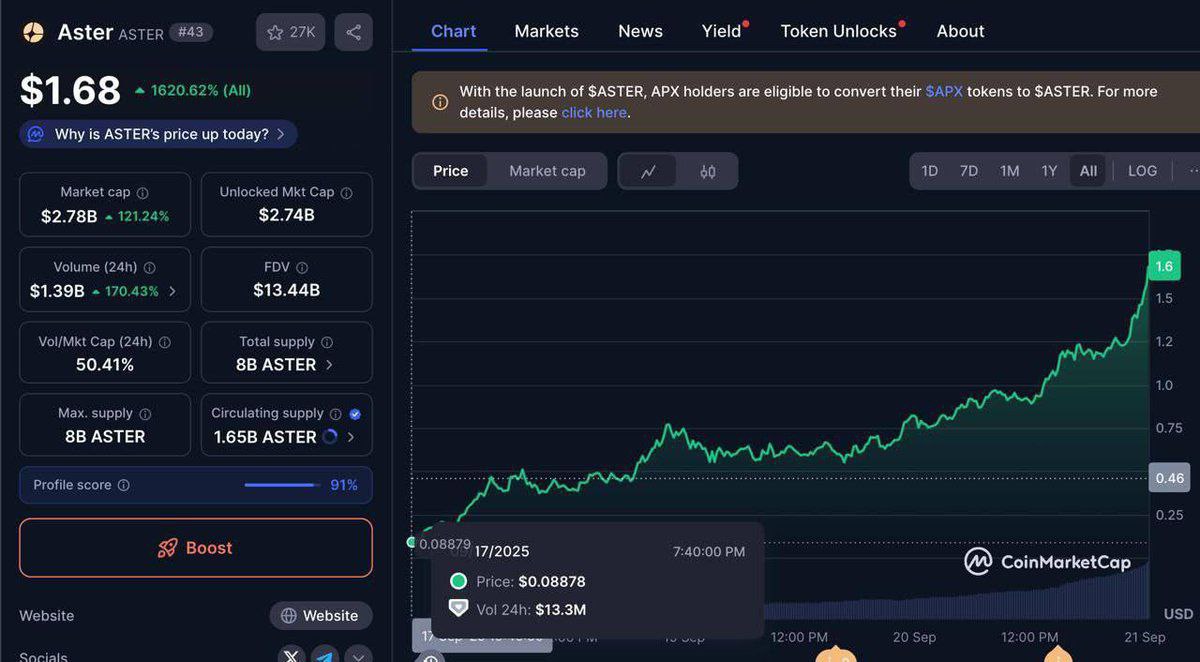 Aster ASTER #43 27K
$1.68 1620.62% (All)
Why is ASTER's price up today?
Market cap
$2.78B 121.24%
Unlocked Mkt Cap
$2.74B
Volume (24h)
$1.39B 170.43%
FDV
$13.44B
Vol/Mkt Cap (24h)
50.41%
Total supply
8B ASTER
Max. supply
8B ASTER
Circulating supply
1.65B ASTER
Profile score 91%
Boost
Website Website
Socials
Chart Markets News Yield Token Unlocks About
With the launch of $ASTER, APX holders are eligible to convert their $APX tokens to $ASTER. For more
details, please click here.
Price Market cap
1D 7D 1M 1Y All LOG
1.6
1.5
1.2
1.0
0.75
0.46
0.25
0.08879
17/2025 7:40:00 PM
Price: $0.08878
Vol 24h: $13.3M
CoinMarketCap
USD
12:00 PM 20 Sep 12:00 PM 21 Sep